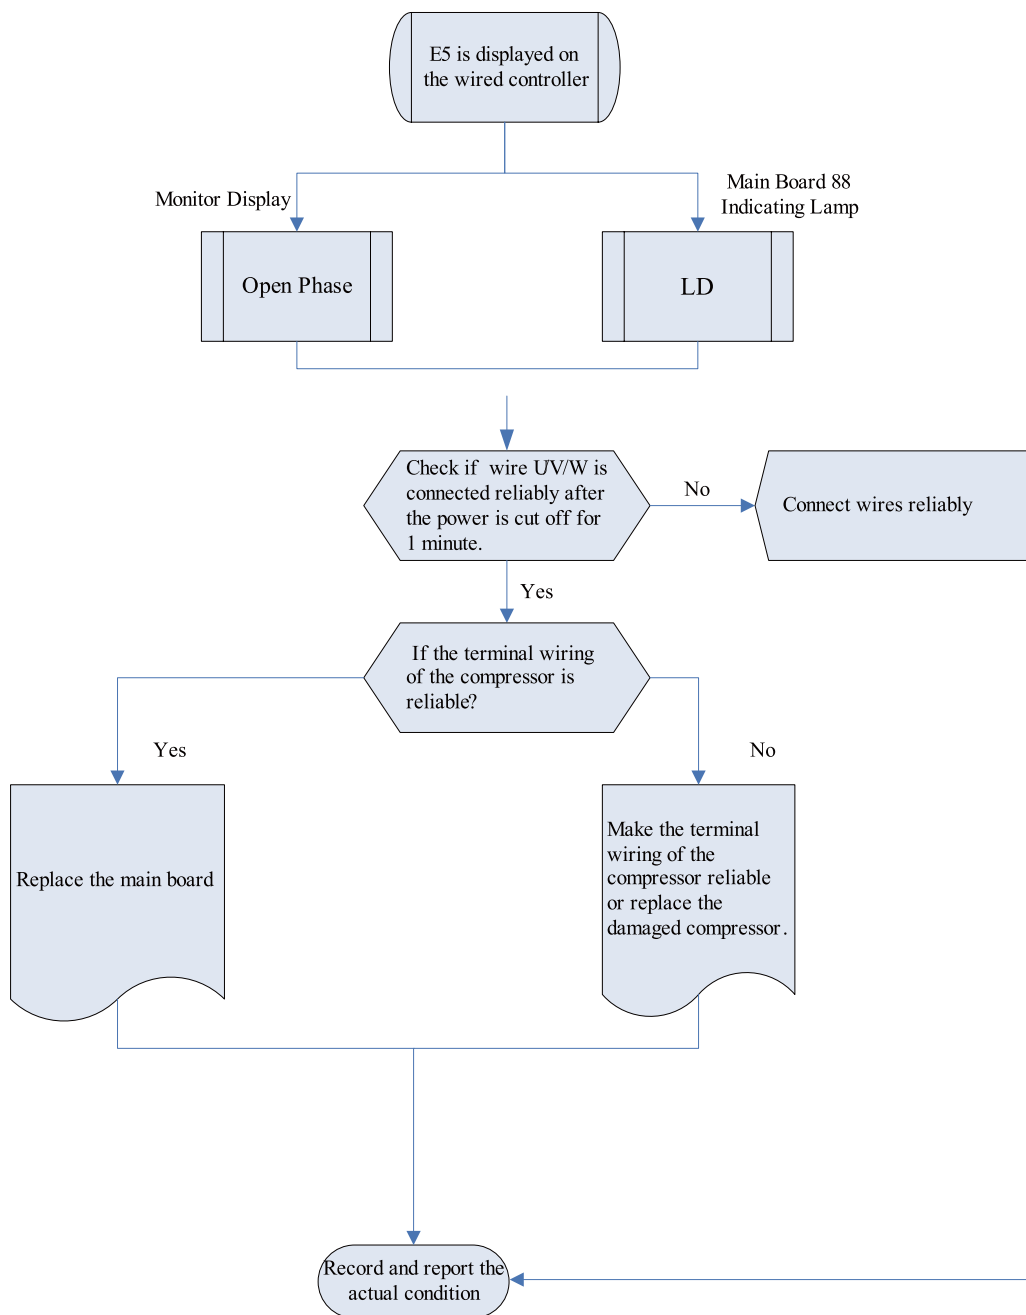 E5 is displayed on
the wired controller
Monitor Display
Main Board 88
Indicating Lamp
Open Phase
LD
Check if wire U/V/W is
connected reliably after
the power is cut off for
1 minute.
No
Connect wires reliably
Yes
If the terminal wiring
of the compressor is
reliable?
Yes
No
Replace the main board
Make the terminal
wiring of the
compressor reliable
or replace the
damaged compressor.
Record and report the
actual condition